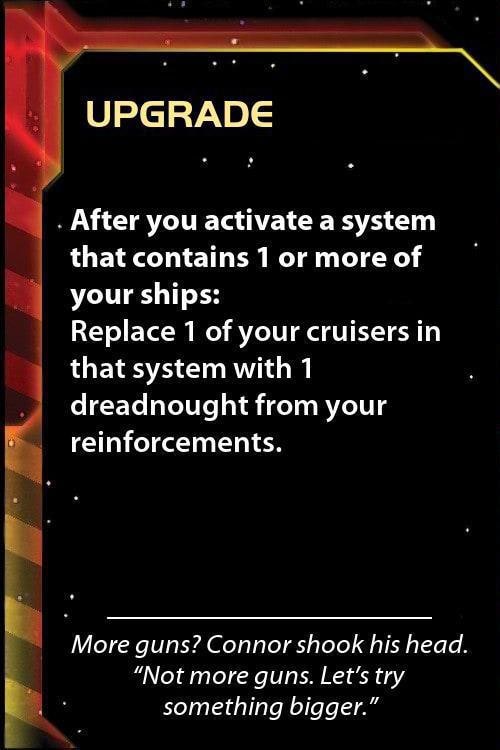 UPGRADE
After you activate a system
that contains 1 or more of
your ships:
Replace 1 of your cruisers in
that system with 1
dreadnought from your
reinforcements.
More guns? Connor shook his head.
“Not more guns. Let’s try
something bigger.”